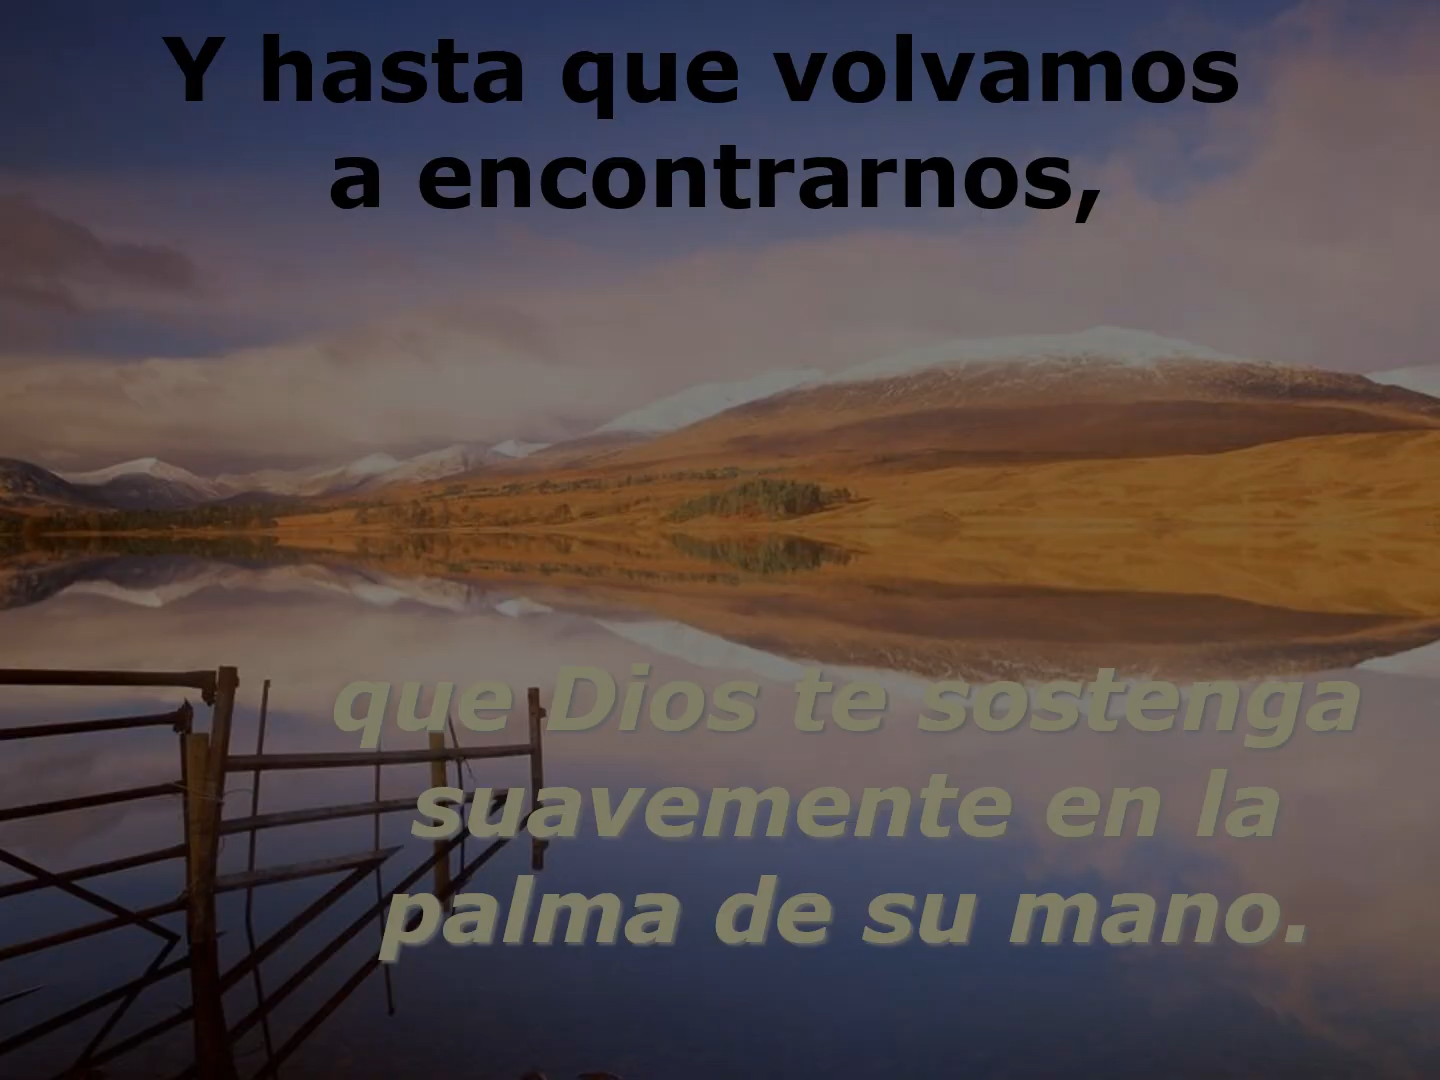 Y hasta que volvamos
a encontrarnos,
que Dios te sostenga
suavemente en la
palma de su mano.